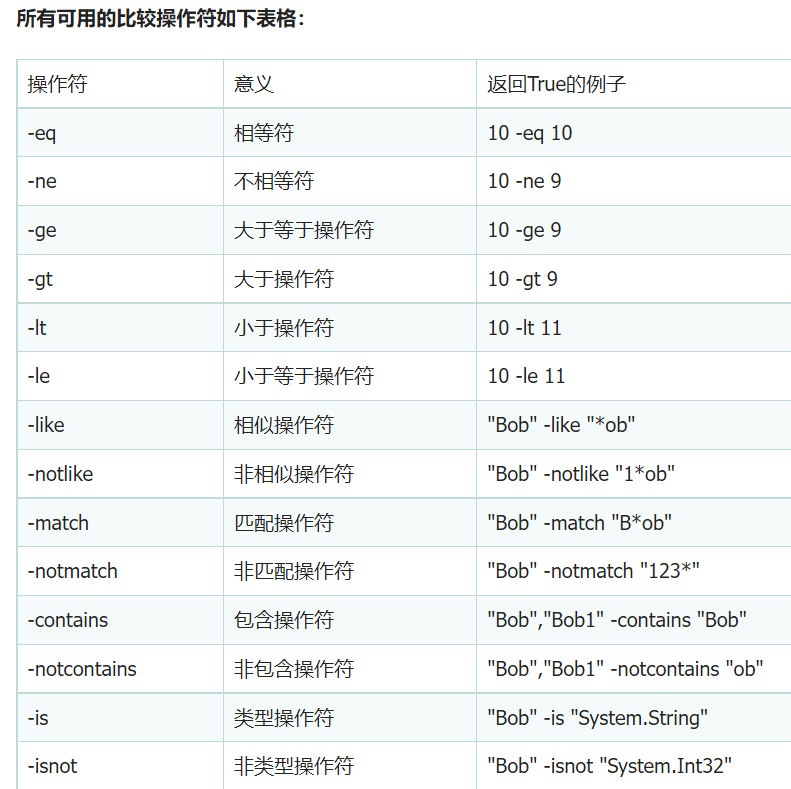 所有可用的比较操作符如下表格：
操作符 意义 返回True的例子
-eq 相等符 10 -eq 10
-ne 不相等符 10 -ne 9
-ge 大于等于操作符 10 -ge 9
-gt 大于操作符 10 -gt 9
-lt 小于操作符 10 -lt 11
-le 小于等于操作符 10 -le 11
-like 相似操作符 "Bob" -like "*ob"
-notlike 非相似操作符 "Bob" -notlike "1*ob"
-match 匹配操作符 "Bob" -match "B*ob"
-notmatch 非匹配操作符 "Bob" -notmatch "123*"
-contains 包含操作符 "Bob","Bob1" -contains "Bob"
-notcontains 非包含操作符 "Bob","Bob1" -notcontains "ob"
-is 类型操作符 "Bob" -is "System.String"
-isnot 非类型操作符 "Bob" -isnot "System.Int32"